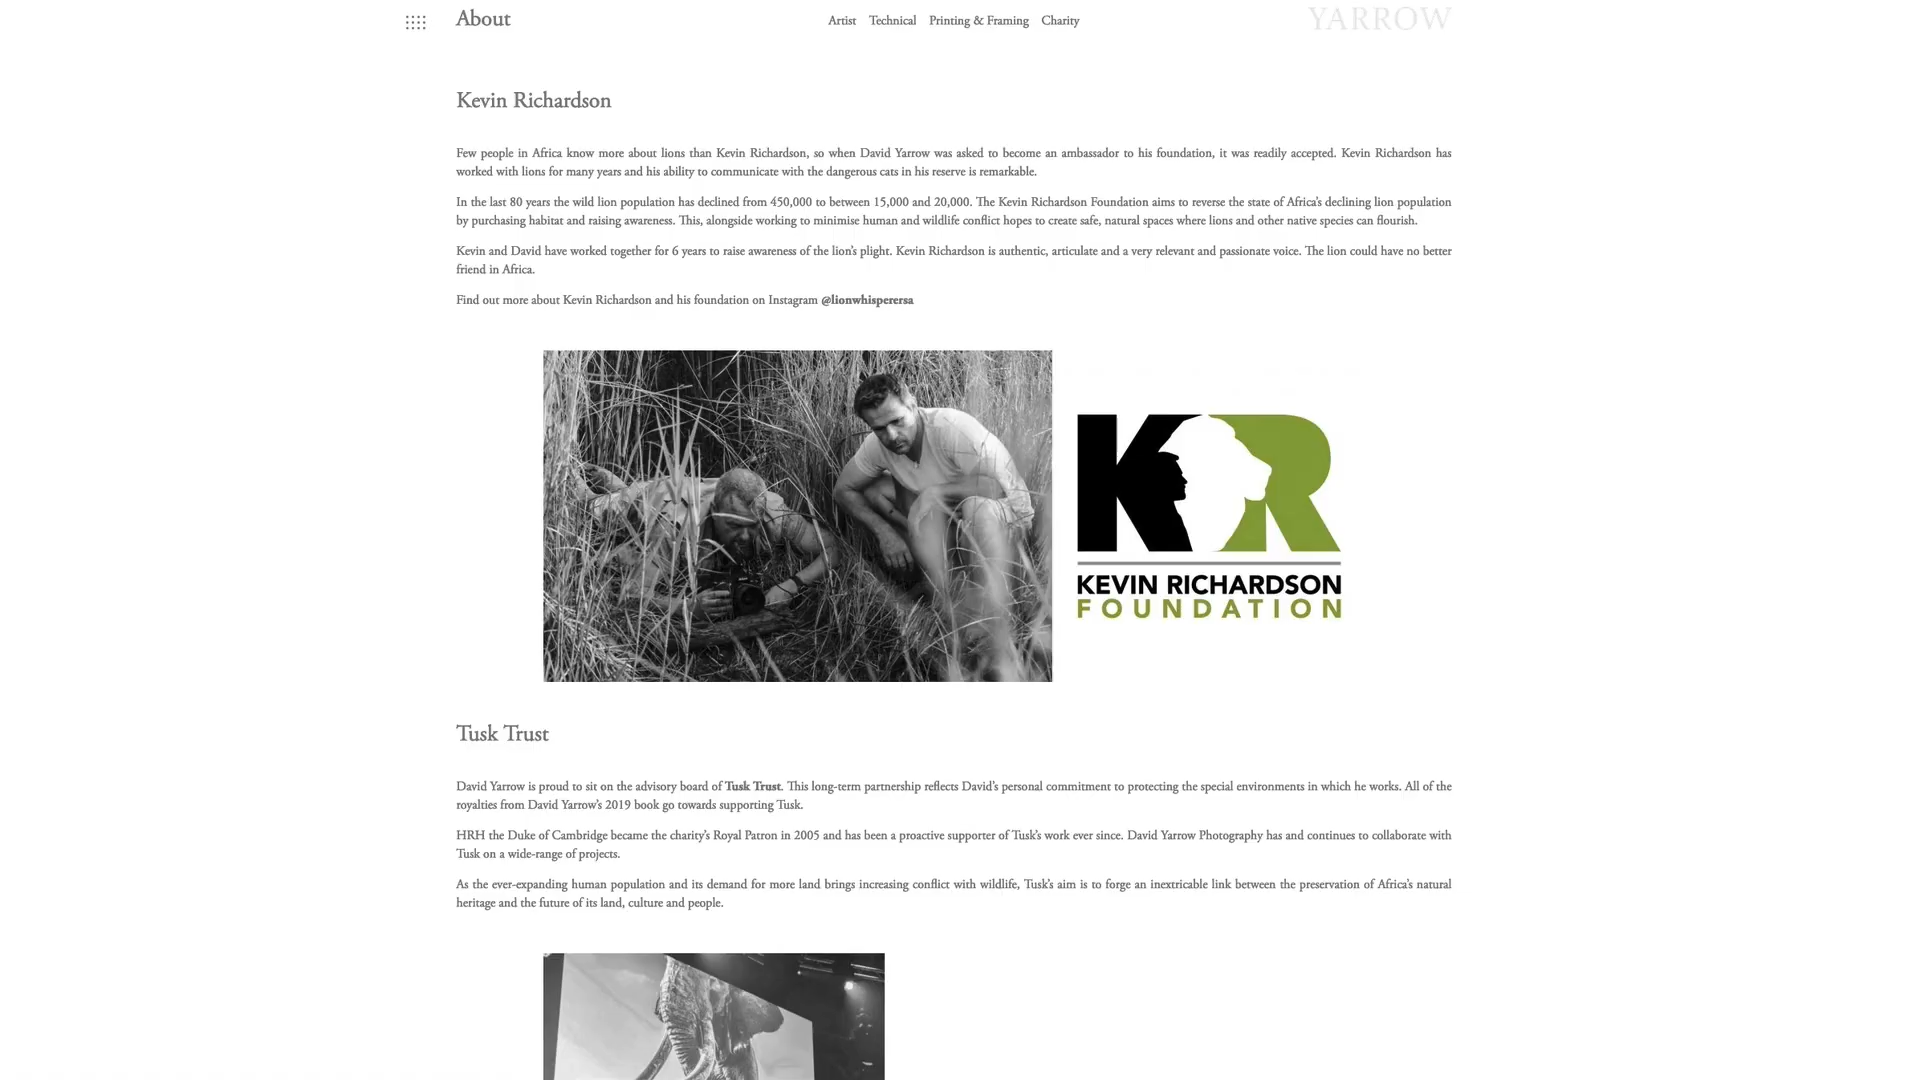 About
Artist Technical Printing & Framing Charity
YARROW
Kevin Richardson
Few people in Africa know more about lions than Kevin Richardson, so when David Yarrow was asked to become an ambassador to his foundation, it was readily accepted. Kevin Richardson has
worked with lions for many years and his ability to communicate with the dangerous cats in his reserve is remarkable.
In the last 80 years the wild lion population has declined from 450,000 to between 15,000 and 20,000. The Kevin Richardson Foundation aims to reverse the state of Africa's declining lion population
by purchasing habitat and raising awareness. This, alongside working to minimise human and wildlife conflict hopes to create safe, natural spaces where lions and other native species can flourish.
Kevin and David have worked together for 6 years to raise awareness of the lion's plight. Kevin Richardson is authentic, articulate and a very relevant and passionate voice. The lion could have no better
friend in Africa.
Find out more about Kevin Richardson and his foundation on Instagram @lionwhisperersa
KR
KEVIN RICHARDSON
FOUNDATION
Tusk Trust
David Yarrow is proud to sit on the advisory board of Tusk Trust. This long-term partnership reflects David's personal commitment to protecting the special environments in which he works. All of the
royalties from David Yarrow's 2019 book go towards supporting Tusk.
HRH the Duke of Cambridge became the charity's Royal Patron in 2005 and has been a proactive supporter of Tusk's work ever since. David Yarrow Photography has and continues to collaborate with
Tusk on a wide-range of projects.
As the ever-expanding human population and its demand for more land brings increasing conflict with wildlife, Tusk's aim is to forge an inextricable link between the preservation of Africa's natural
heritage and the future of its land, culture and people.